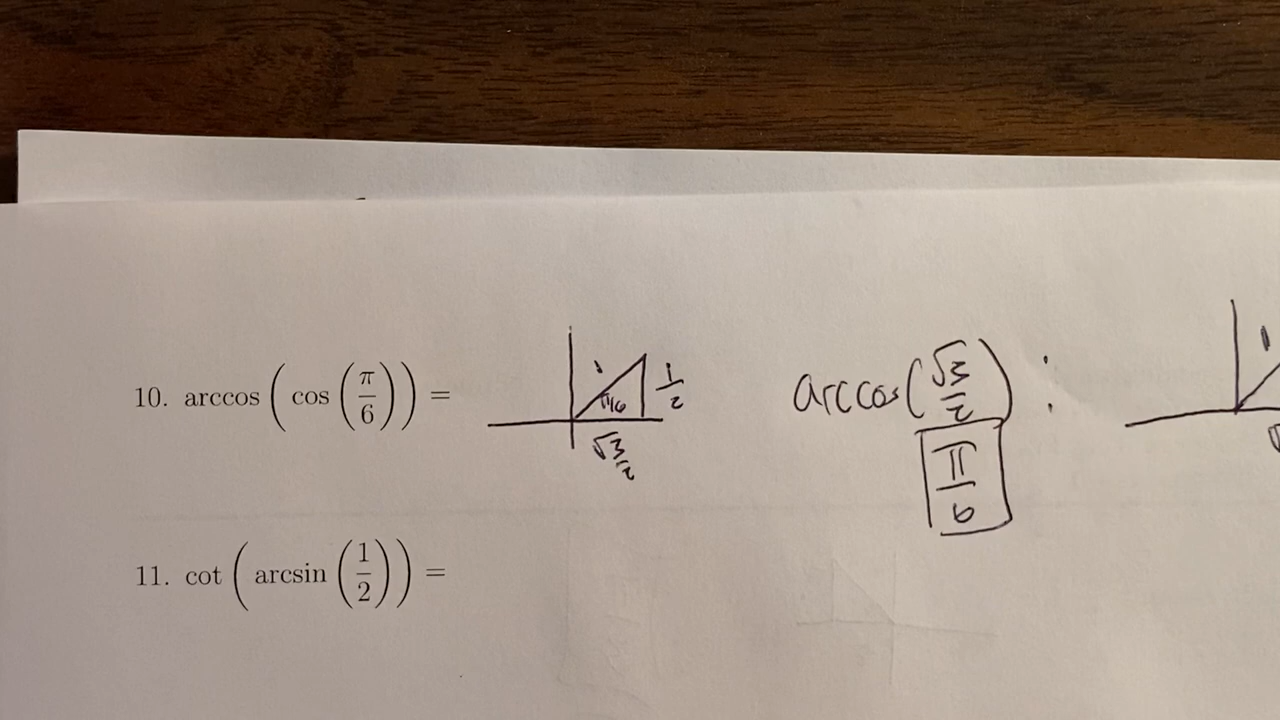 10. arccos(cos(π/6)) = 1 π/6 1/2 √3/2 arccos(√3/2) :
π/6
11. cot(arcsin(1/2)) =